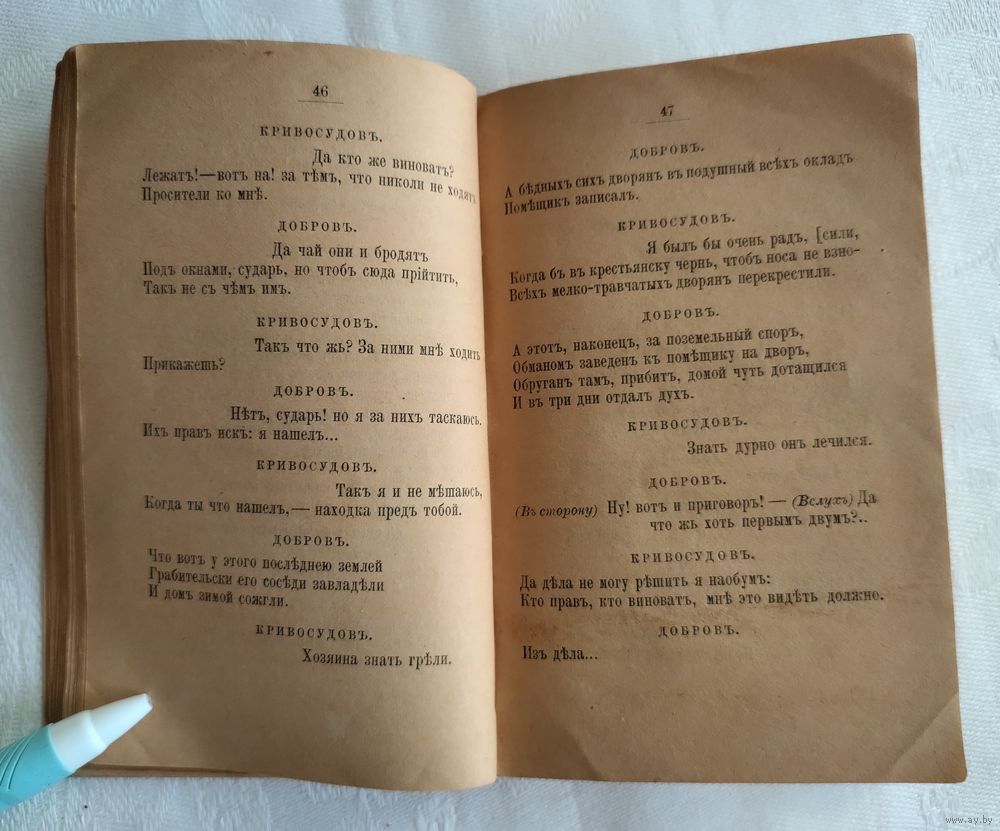 46
КРИВОСУДОВЪ.
Да кто же виноватъ?
Лежатъ!—вотъ на! за тѣмъ, что николи не ходятъ
Просители ко мнѣ.
ДОБРОВЪ.
Да чай они и бродятъ
Подъ окнами, сударь, но чтобъ сюда прійтить,
Такъ не съ чѣмъ имъ.
КРИВОСУДОВЪ.
Такъ что жь? За ними мнѣ ходить
Прикажешь?
ДОБРОВЪ.
Нѣтъ, сударь! но я за нихъ таскаюсь.
Ихъ правъ искъ: я нашелъ...
КРИВОСУДОВЪ.
Такъ я и не мѣшаюсь,
Когда ты что нашелъ,— находка предъ тобой.
ДОБРОВЪ.
Что вотъ у этого послѣднею землей
Грабительски его сосѣди завладѣли
И домъ зимой сожгли.
КРИВОСУДОВЪ.
Хозяина знать грѣли.
47
ДОБРОВЪ.
А бѣдныхъ сихъ дворянъ въ подушный всѣхъ окладъ
Помѣщикъ записалъ.
КРИВОСУДОВЪ.
Я былъ бы очень радъ, [сили,
Когда бъ въ крестьянску чернь, чтобъ носа не взно-
Всѣхъ мелко-травчатыхъ дворянъ перекрестили.
ДОБРОВЪ.
А этотъ, наконецъ, за поземельный споръ,
Обманомъ заведенъ къ помѣщику на дворъ,
Обруганъ тамъ, прибитъ, домой чуть дотащился
И въ три дни отдалъ духъ.
КРИВОСУДОВЪ.
Знать дурно онъ лечился.
ДОБРОВЪ.
(Въ сторону) Ну! вотъ и приговоръ! — (Вслухъ) Да
что жь хоть первымъ двумъ?..
КРИВОСУДОВЪ.
Да дѣла не могу рѣшить я наобумъ:
Кто правъ, кто виноватъ, мнѣ это видѣть должно.
ДОБРОВЪ.
Изъ дѣла...
www.ay.by